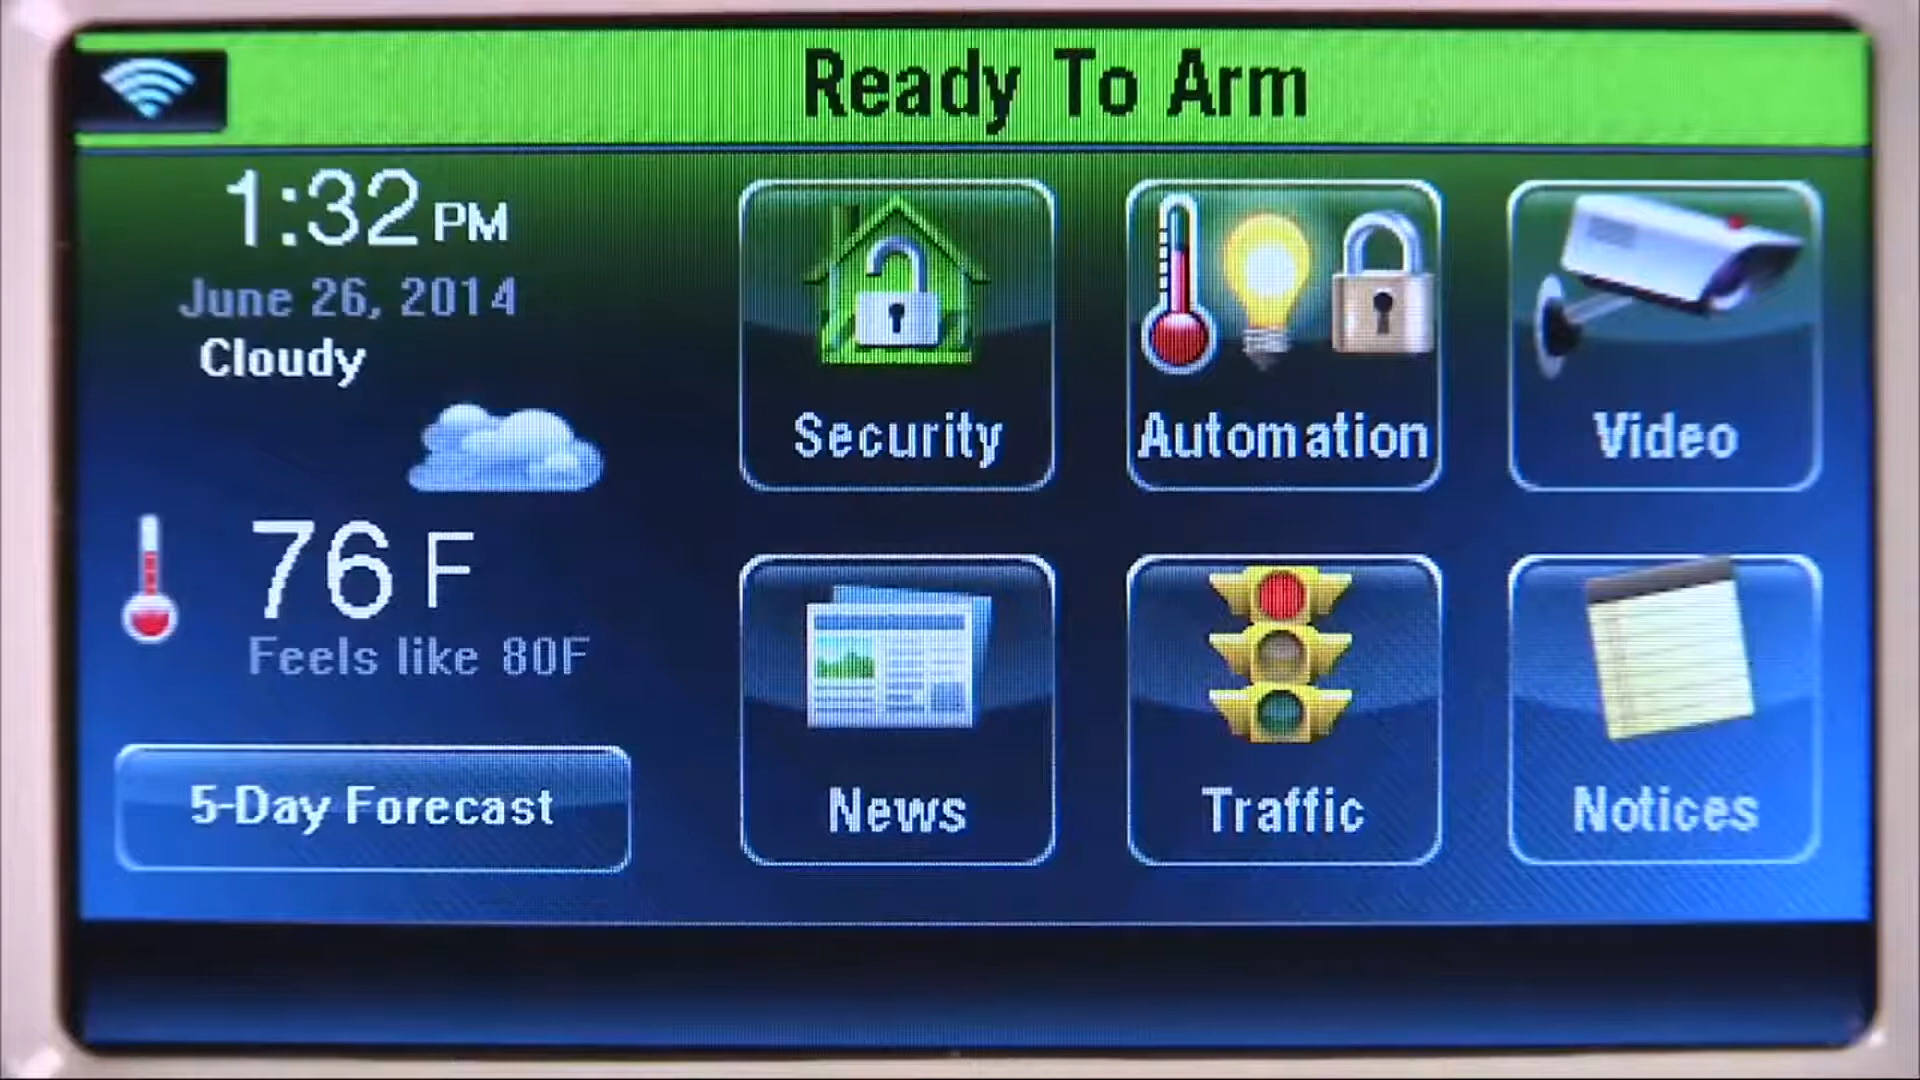 Ready To Arm
1:32 PM
June 26, 2014
Cloudy
76 F
Feels like 80F
5-Day Forecast
Security
Automation
Video
News
Traffic
Notices